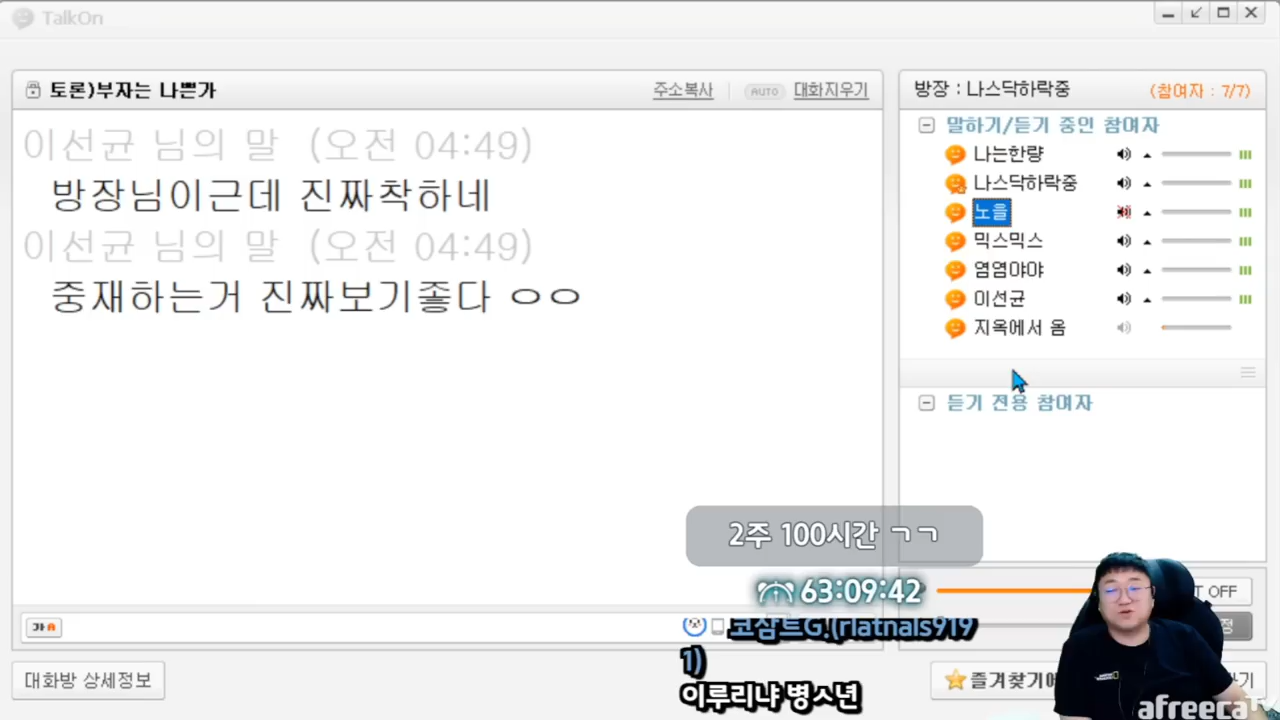 TalkOn
토론)부자는 나쁜가
주소복사
AUTO
대화지우기
이선균 님의 말 (오전 04:49)
방장님이근데 진짜착하네
이선균 님의 말 (오전 04:49)
중재하는거 진짜보기좋다 ㅇㅇ
방장 : 나스닥하락중
(참여자 : 7/7)
말하기/듣기 중인 참여자
나는한량
나스닥하락중
노을
믹스믹스
염염야야
이선균
지옥에서 옴
듣기 전용 참여자
2주 100시간 ㄱㄱ
63:09:42
T OFF
정
가A
코삼트G.(rlatnals919
1)
이루리냐 병ㅅ년
대화방 상세정보
즐겨찾기에
가기
afreecaTV